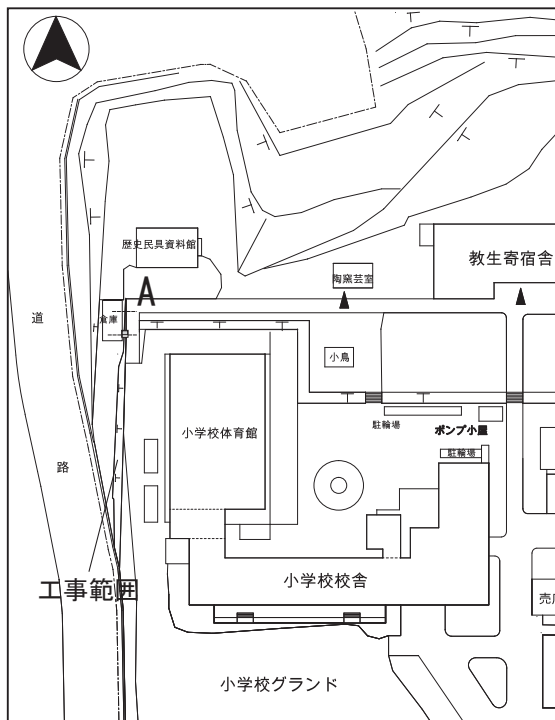 歴史民具資料館
教生寄宿舎
陶窯芸室
A
倉庫
道
小鳥
小学校体育館
駐輪場
ポンプ小屋
駐輪場
路
工事範囲
小学校校舎
小学校グランド